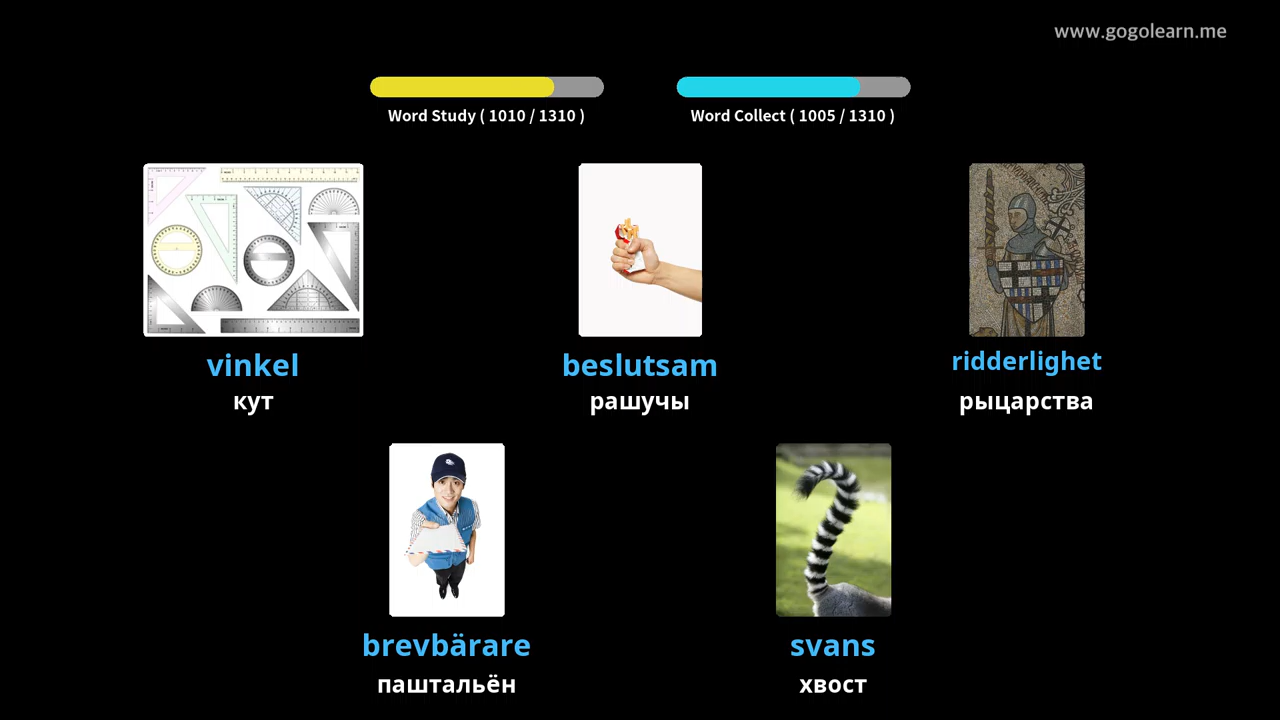 www.gogolearn.me
Word Study ( 1010 / 1310 )
Word Collect ( 1005 / 1310 )
vinkel
beslutsam
ridderlighet
кут
рашучы
рыцарства
brevbärare
svans
паштальён
хвост